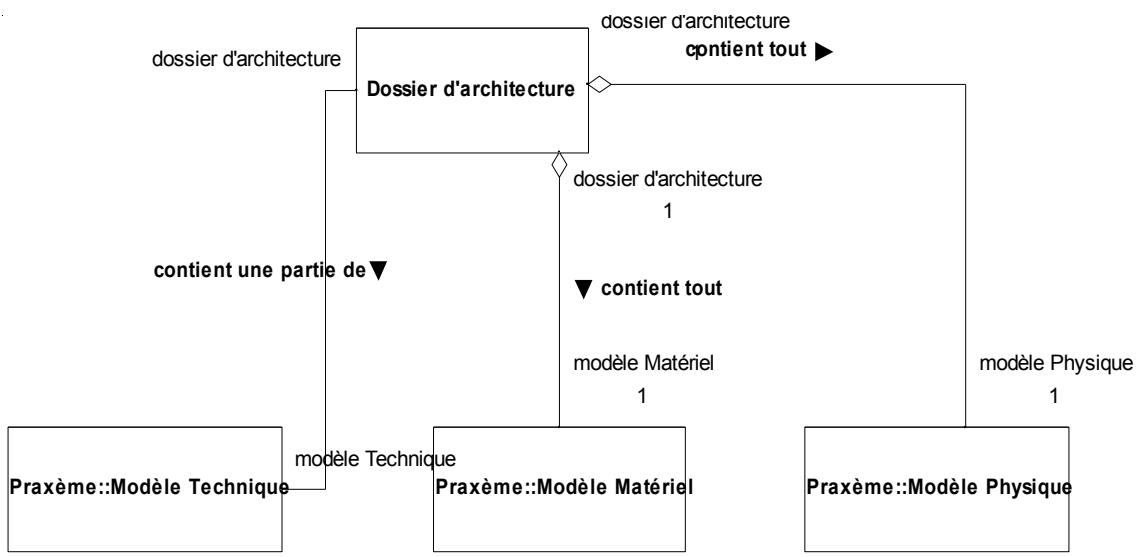 dossier d'architecture
contient tout ▶
dossier d'architecture
Dossier d'architecture
dossier d'architecture
1
contient une partie de ▼
▼ contient tout
modèle Matériel
1
modèle Physique
1
modèle Technique
Praxème::Modèle Technique
Praxème::Modèle Matériel
Praxème::Modèle Physique